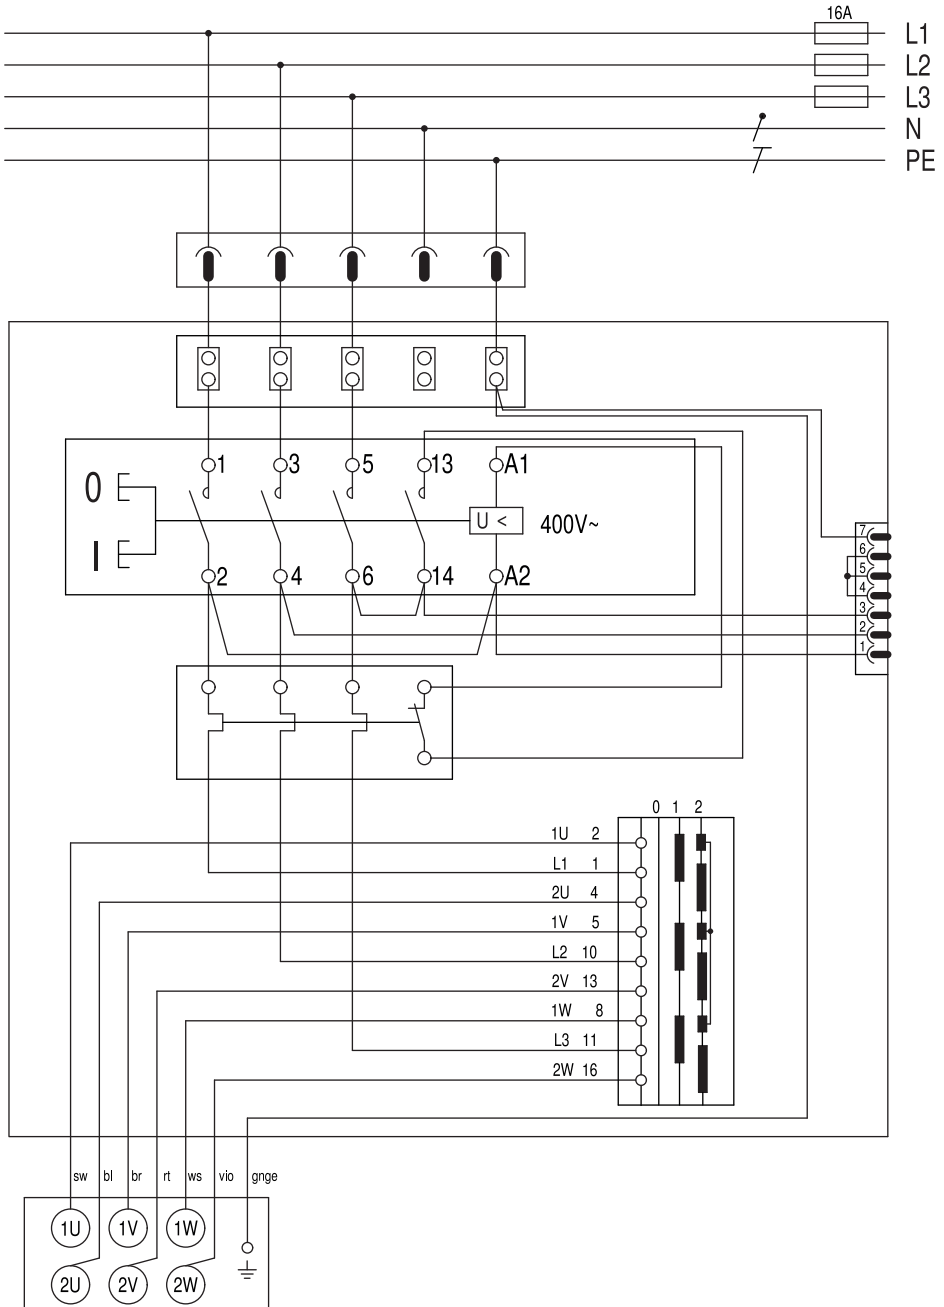 16A
L1
L2
L3
N
PE
1 3 5 13 A1
0
U < 400V~
I
2 4 6 14 A2
7
6
5
4
3
2
1
0 1 2
1U 2
L1 1
2U 4
1V 5
L2 10
2V 13
1W 8
L3 11
2W 16
sw bl br rt ws vio gnge
1U 1V 1W
2U 2V 2W